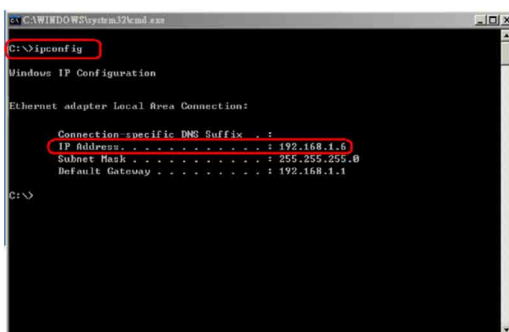 C:\WINDOWS\system32\cmd.exe
C:\>ipconfig
Windows IP Configuration
Ethernet adapter Local Area Connection:
Connection-specific DNS Suffix . :
IP Address. . . . . . . . . . . . : 192.168.1.6
Subnet Mask . . . . . . . . . . . : 255.255.255.0
Default Gateway . . . . . . . . . : 192.168.1.1
C:\>